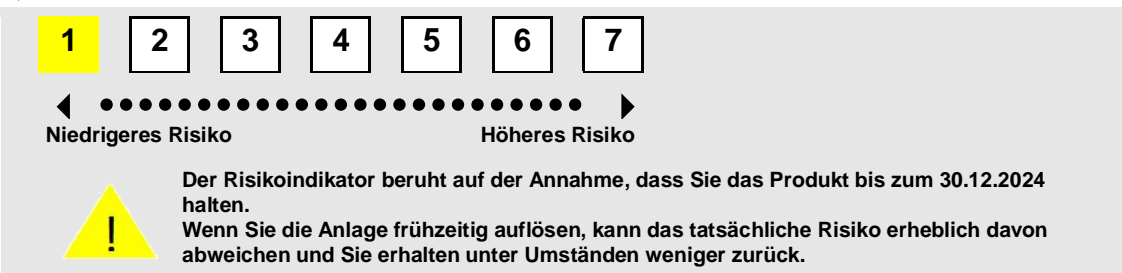 1 2 3 4 5 6 7
Niedrigeres Risiko Höheres Risiko
Der Risikoindikator beruht auf der Annahme, dass Sie das Produkt bis zum 30.12.2024
halten.
Wenn Sie die Anlage frühzeitig auflösen, kann das tatsächliche Risiko erheblich davon
abweichen und Sie erhalten unter Umständen weniger zurück.
!